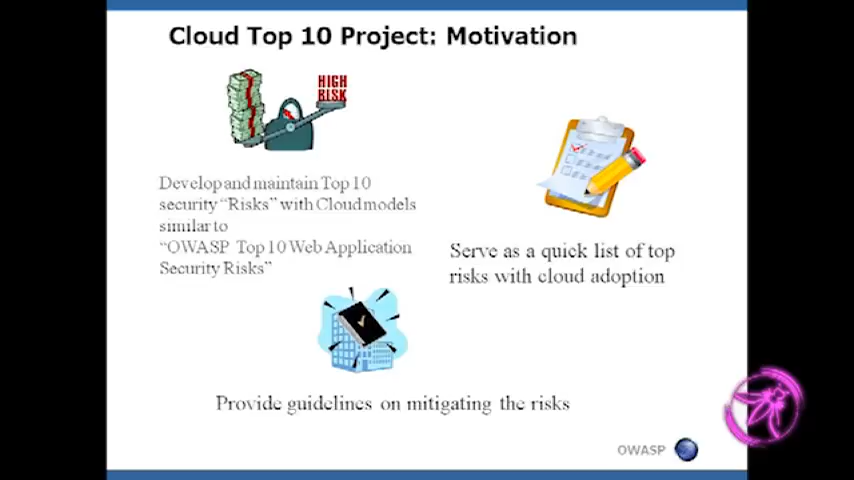 Cloud Top 10 Project: Motivation
HIGH
RISK
Develop and maintain Top 10
security “Risks” with Cloud models
similar to
“OWASP Top 10 Web Application
Security Risks”
Serve as a quick list of top
risks with cloud adoption
Provide guidelines on mitigating the risks
OWASP